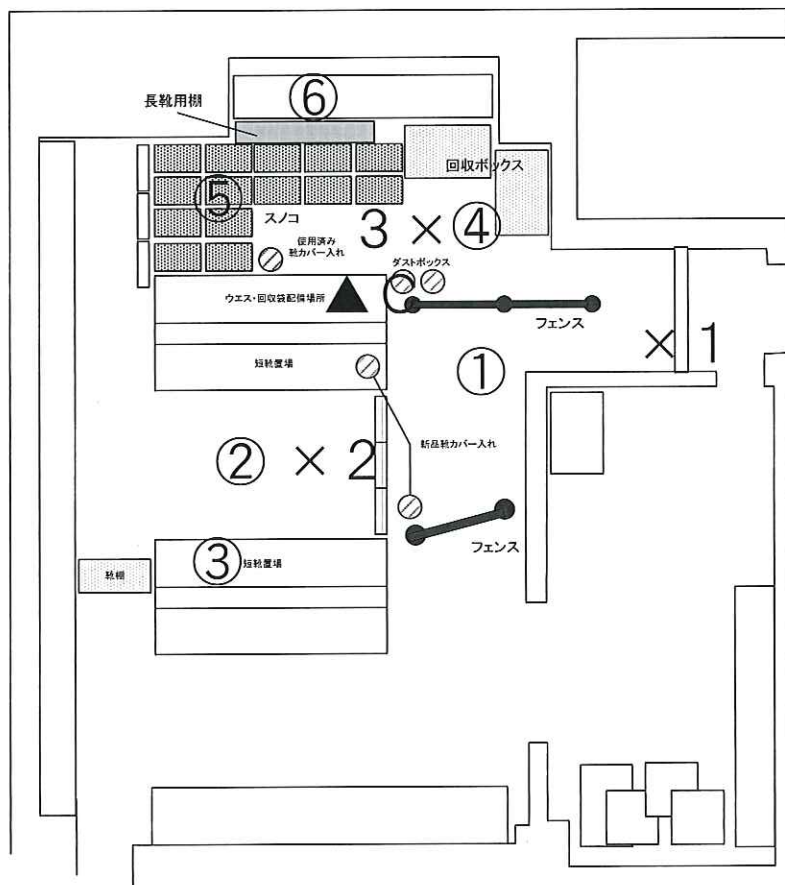 ⑥
長靴用棚
回収ボックス
⑤
スノコ
3 × ④
使用済み
靴カバー入れ
ダストボックス
ウエス・回収袋配備場所
フェンス
× 1
短靴置場
①
新品靴カバー入れ
② × 2
フェンス
③ 短靴置場
靴棚